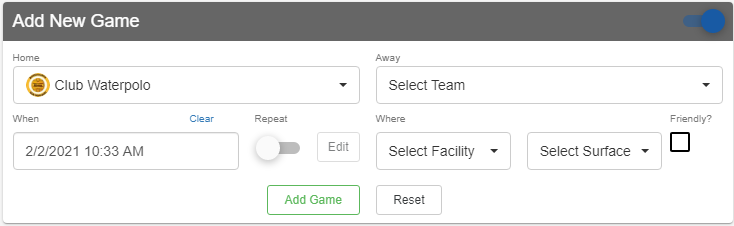 Add New Game
Home Away
Club Waterpolo Select Team
When Clear Repeat Where Friendly?
2/2/2021 10:33 AM Edit Select Facility Select Surface
Add Game Reset